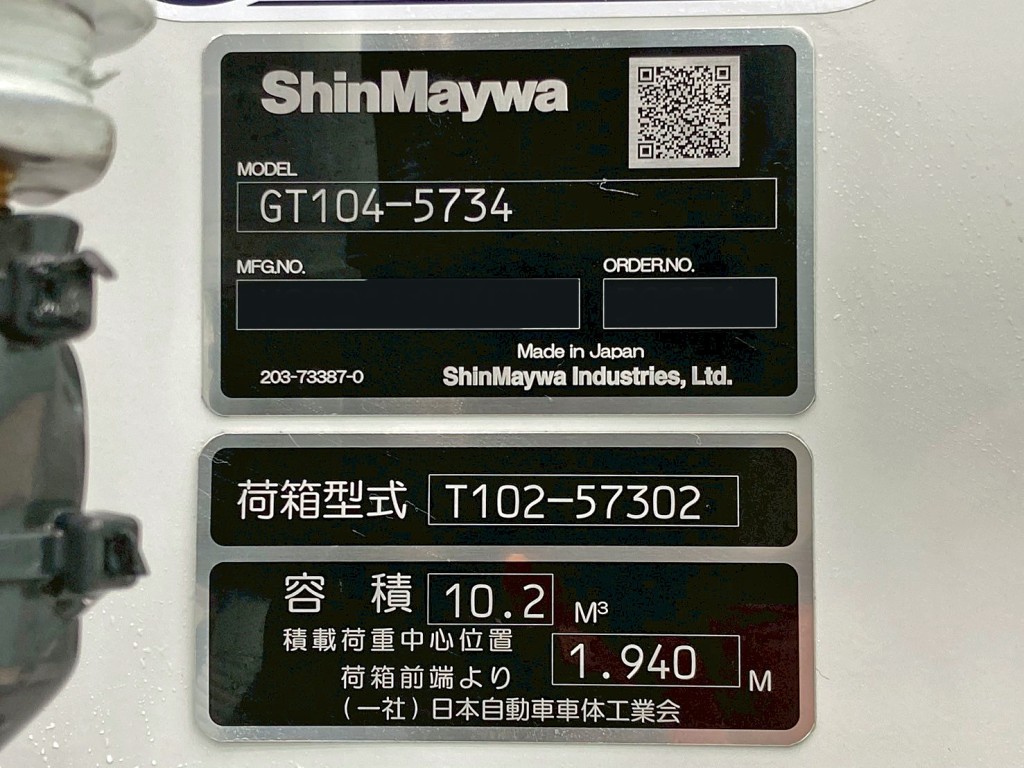 ShinMaywa
MODEL
GT104-5734
MFG.NO. ORDER.NO.
Made in Japan
203-73387-0 ShinMaywa Industries, Ltd.
荷箱型式 T102-57302
容積 10.2 M³
積載荷重中心位置
荷箱前端より 1.940 M
(一社)日本自動車車体工業会